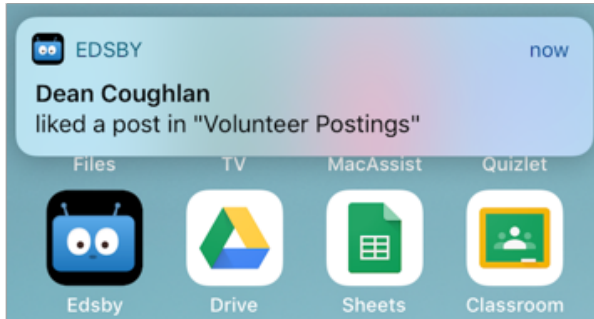 EDSBY now
Dean Coughlan
liked a post in "Volunteer Postings"
Files TV MacAssist Quizlet
Edsby Drive Sheets Classroom